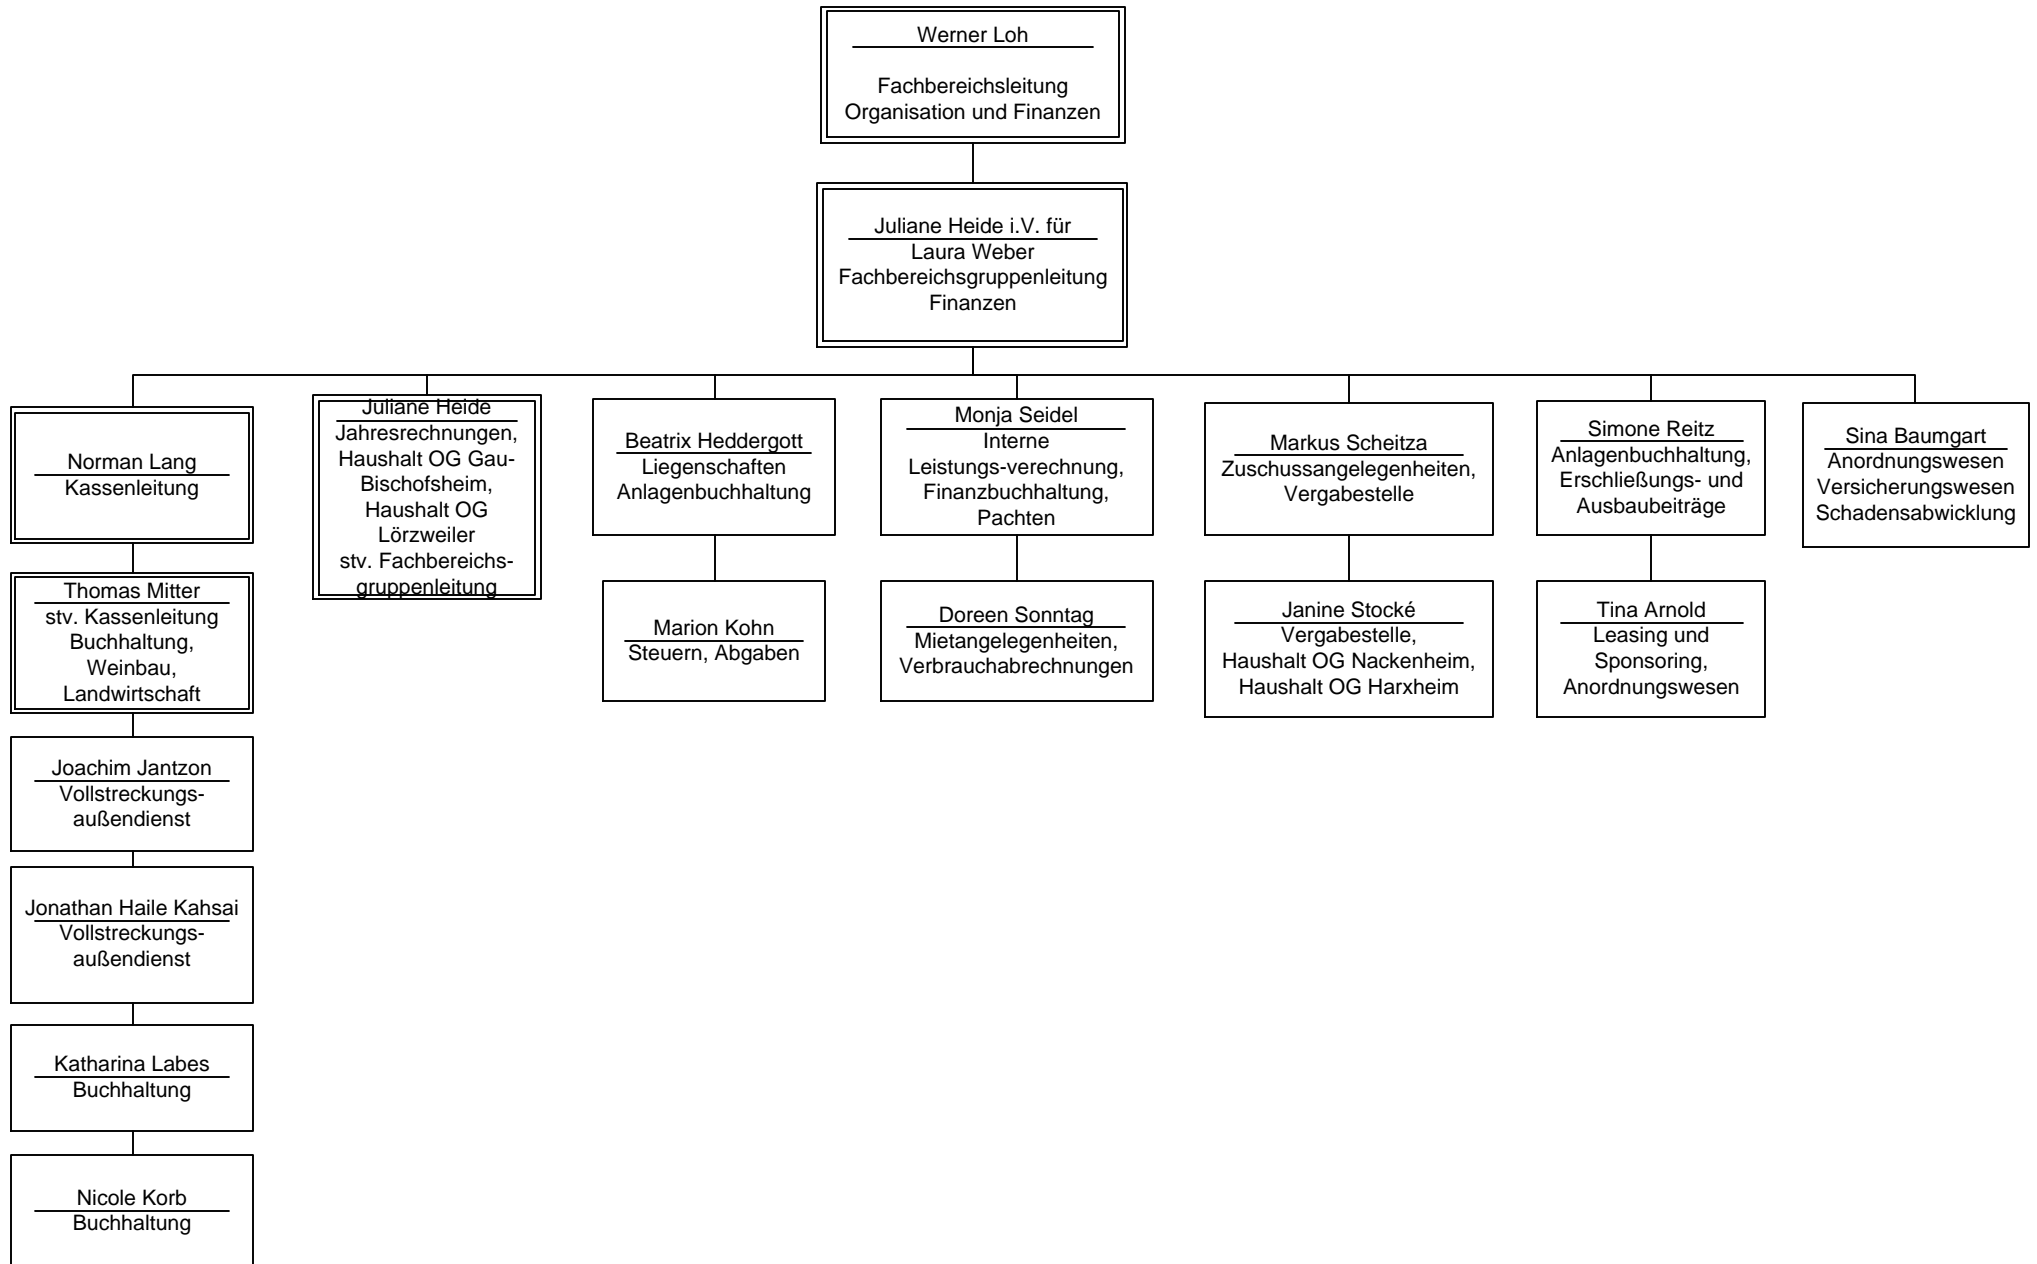 Werner Loh
Fachbereichsleitung
Organisation und Finanzen
Juliane Heide i.V. für
Laura Weber
Fachbereichsgruppenleitung
Finanzen
Norman Lang
Kassenleitung
Juliane Heide
Jahresrechnungen,
Haushalt OG Gau-
Bischofsheim,
Haushalt OG
Lörzweiler
stv. Fachbereichs-
gruppenleitung
Beatrix Heddergott
Liegenschaften
Anlagenbuchhaltung
Monja Seidel
Interne
Leistungs-verechnung,
Finanzbuchhaltung,
Pachten
Markus Scheitza
Zuschussangelegenheiten,
Vergabestelle
Simone Reitz
Anlagenbuchhaltung,
Erschließungs- und
Ausbaubeiträge
Sina Baumgart
Anordnungswesen
Versicherungswesen
Schadensabwicklung
Thomas Mitter
stv. Kassenleitung
Buchhaltung,
Weinbau,
Landwirtschaft
Marion Kohn
Steuern, Abgaben
Doreen Sonntag
Mietangelegenheiten,
Verbrauchabrechnungen
Janine Stocké
Vergabestelle,
Haushalt OG Nackenheim,
Haushalt OG Harxheim
Tina Arnold
Leasing und
Sponsoring,
Anordnungswesen
Joachim Jantzon
Vollstreckungs-
außendienst
Jonathan Haile Kahsai
Vollstreckungs-
außendienst
Katharina Labes
Buchhaltung
Nicole Korb
Buchhaltung